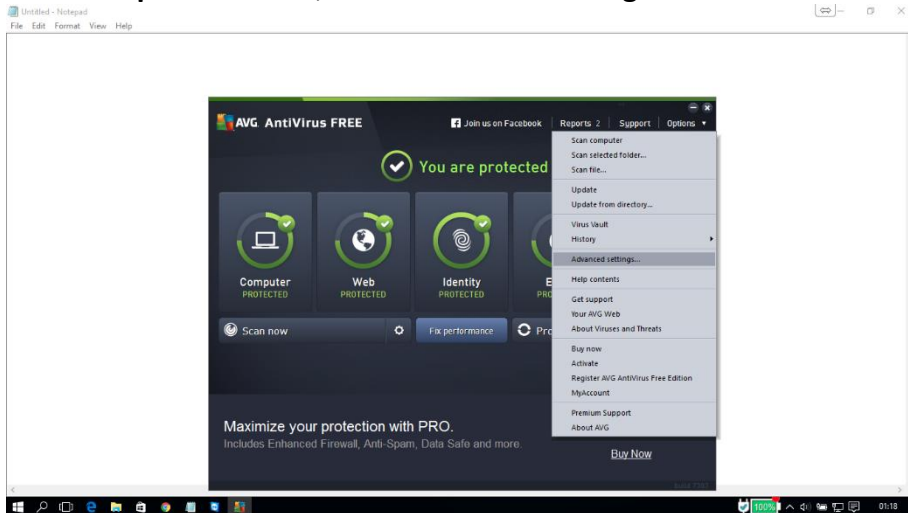 Untitled - Notepad
File Edit Format View Help
AVG AntiVirus FREE
Join us on Facebook
Reports 2
Support
Options
You are protected
Computer
PROTECTED
Web
PROTECTED
Identity
PROTECTED
E
PRO
Scan now
Fix performance
Pro
Scan computer
Scan selected folder...
Scan file...
Update
Update from directory...
Virus Vault
History
Advanced settings...
Help contents
Get support
Your AVG Web
About Viruses and Threats
Buy now
Activate
Register AVG AntiVirus Free Edition
MyAccount
Premium Support
About AVG
Maximize your protection with PRO.
Includes Enhanced Firewall, Anti-Spam, Data Safe and more.
Buy Now
100%
01:18